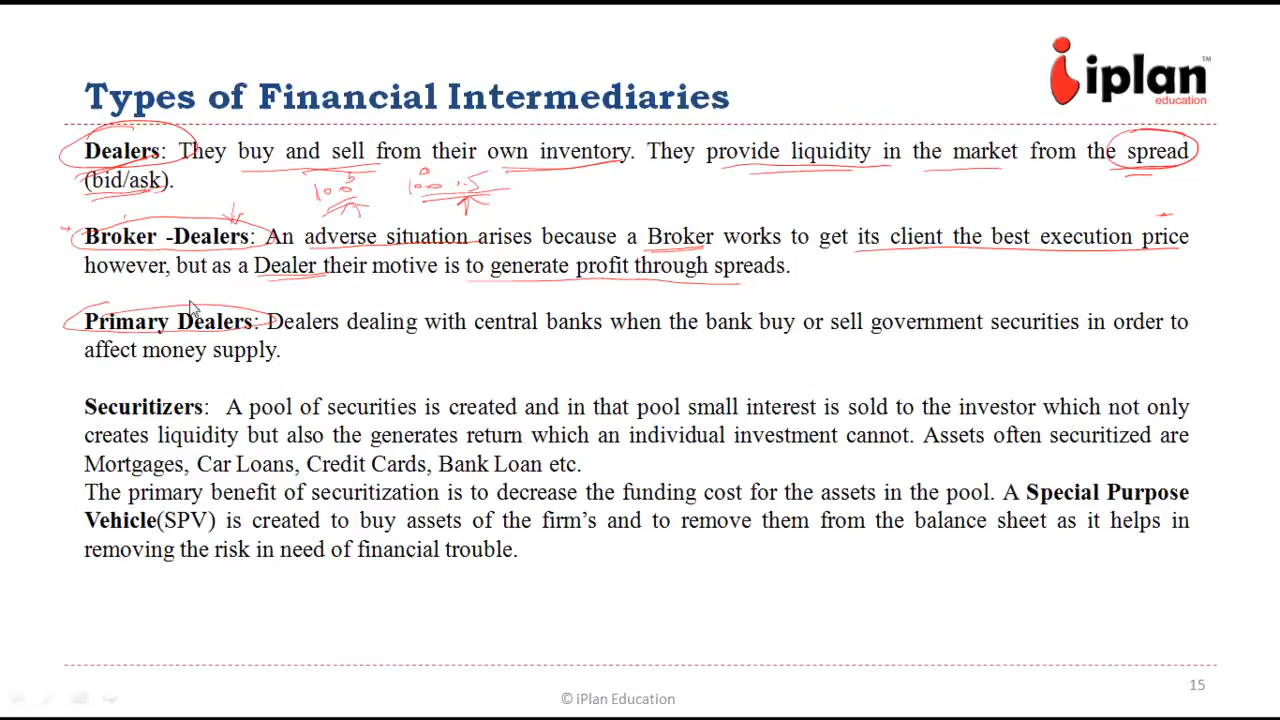 Types of Financial Intermediaries
iplan™
education
Dealers: They buy and sell from their own inventory. They provide liquidity in the market from the spread
(bid/ask).
Broker -Dealers: An adverse situation arises because a Broker works to get its client the best execution price
however, but as a Dealer their motive is to generate profit through spreads.
Primary Dealers: Dealers dealing with central banks when the bank buy or sell government securities in order to
affect money supply.
Securitizers: A pool of securities is created and in that pool small interest is sold to the investor which not only
creates liquidity but also the generates return which an individual investment cannot. Assets often securitized are
Mortgages, Car Loans, Credit Cards, Bank Loan etc.
The primary benefit of securitization is to decrease the funding cost for the assets in the pool. A Special Purpose
Vehicle(SPV) is created to buy assets of the firm’s and to remove them from the balance sheet as it helps in
removing the risk in need of financial trouble.
15
© iPlan Education